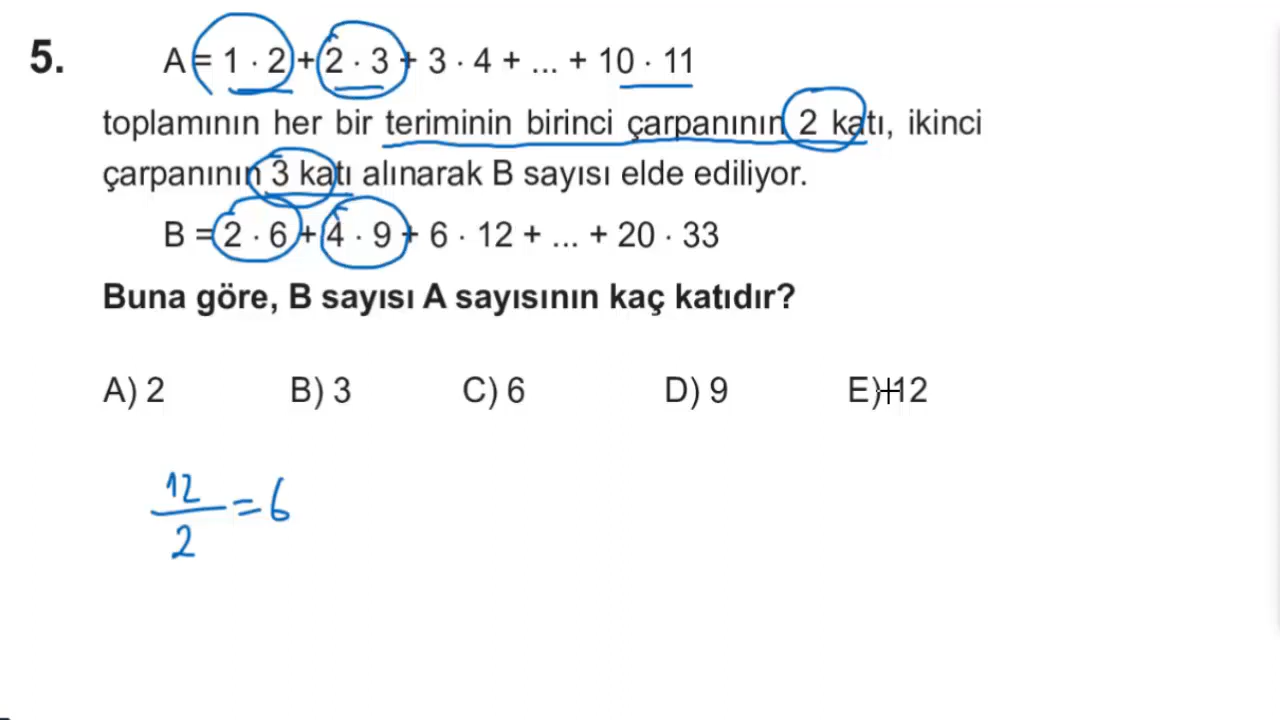 5. A = 1 · 2 + 2 · 3 + 3 · 4 + ... + 10 · 11
toplamının her bir teriminin birinci çarpanının 2 katı, ikinci
çarpanının 3 katı alınarak B sayısı elde ediliyor.
B = 2 · 6 + 4 · 9 + 6 · 12 + ... + 20 · 33
Buna göre, B sayısı A sayısının kaç katıdır?
A) 2 B) 3 C) 6 D) 9 E) 12
12
2
= 6